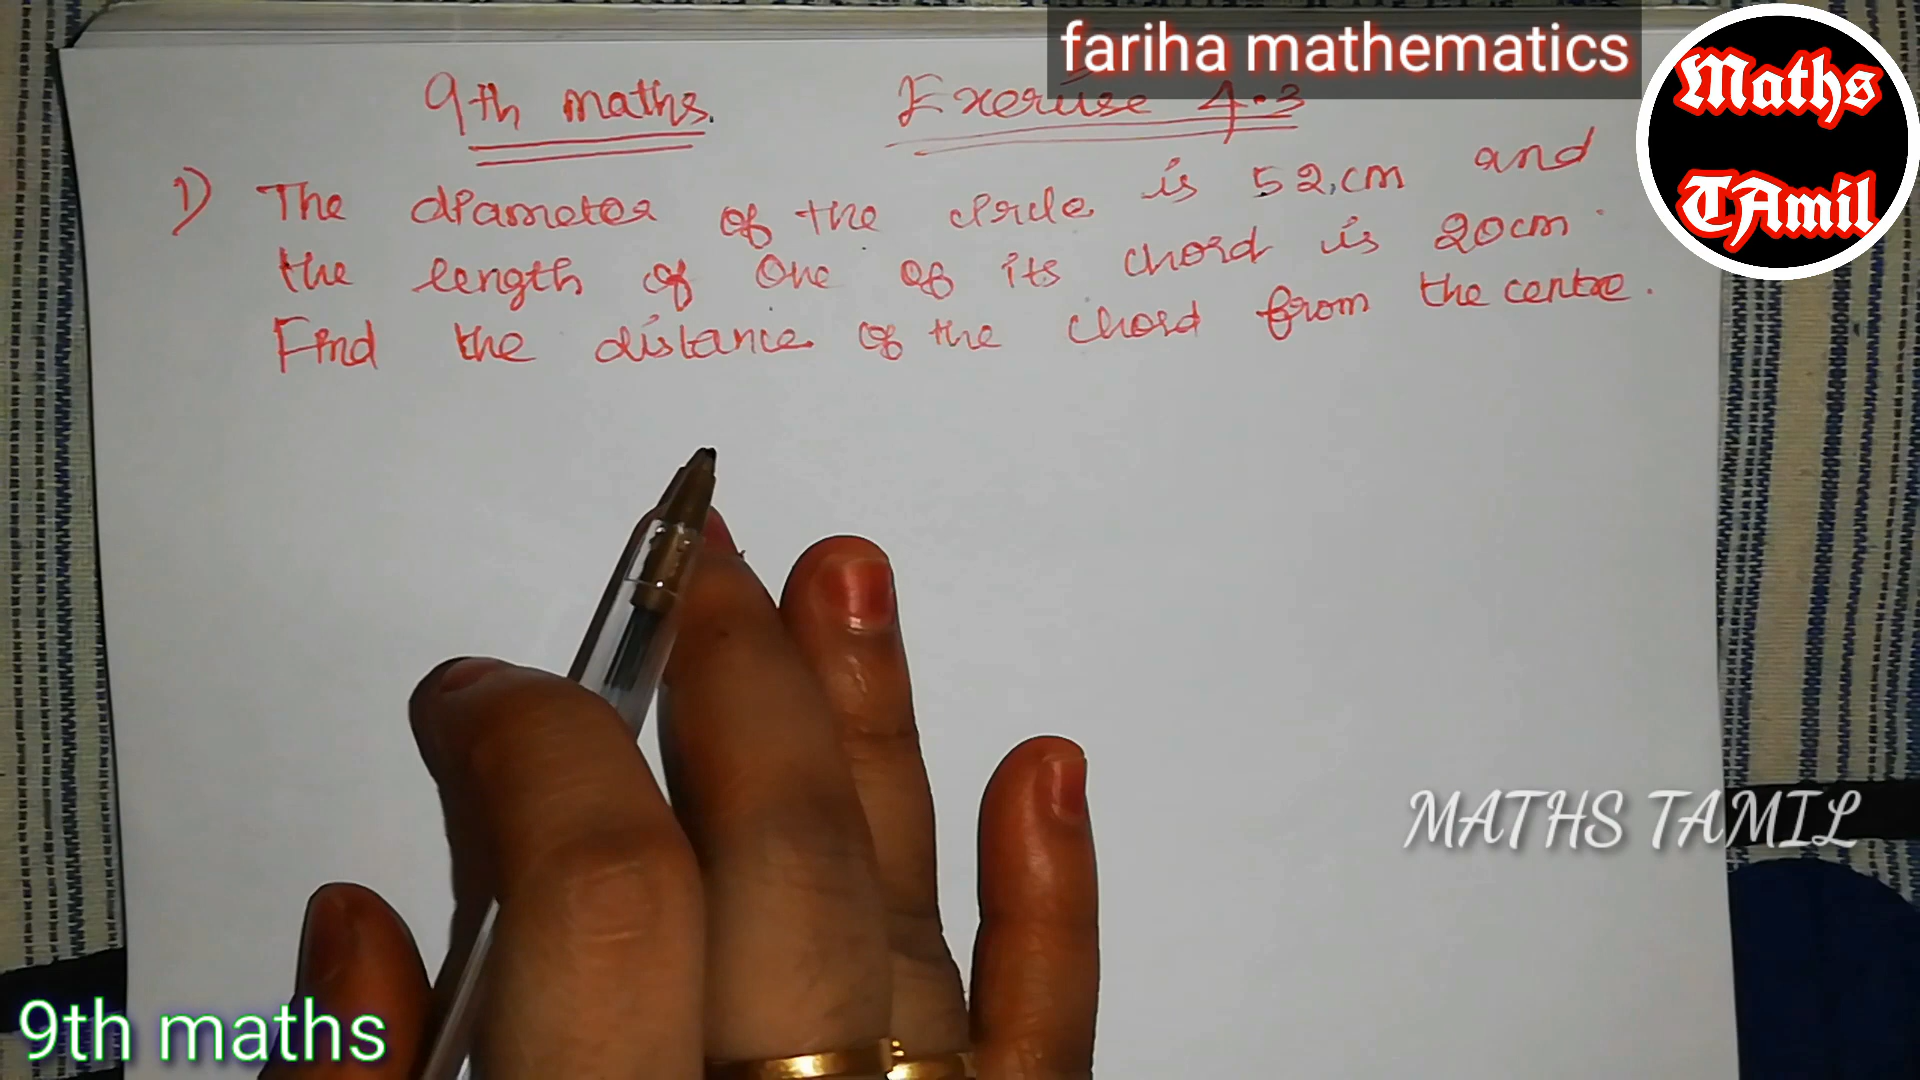 fariha mathematics
Maths
TAmil
9th maths.
Exercise 4.3
1) The diameter of the circle is 52 cm and
the length of one of its chord is 20cm.
Find the distance of the chord from the centre.
MATHS TAMIL
9th maths